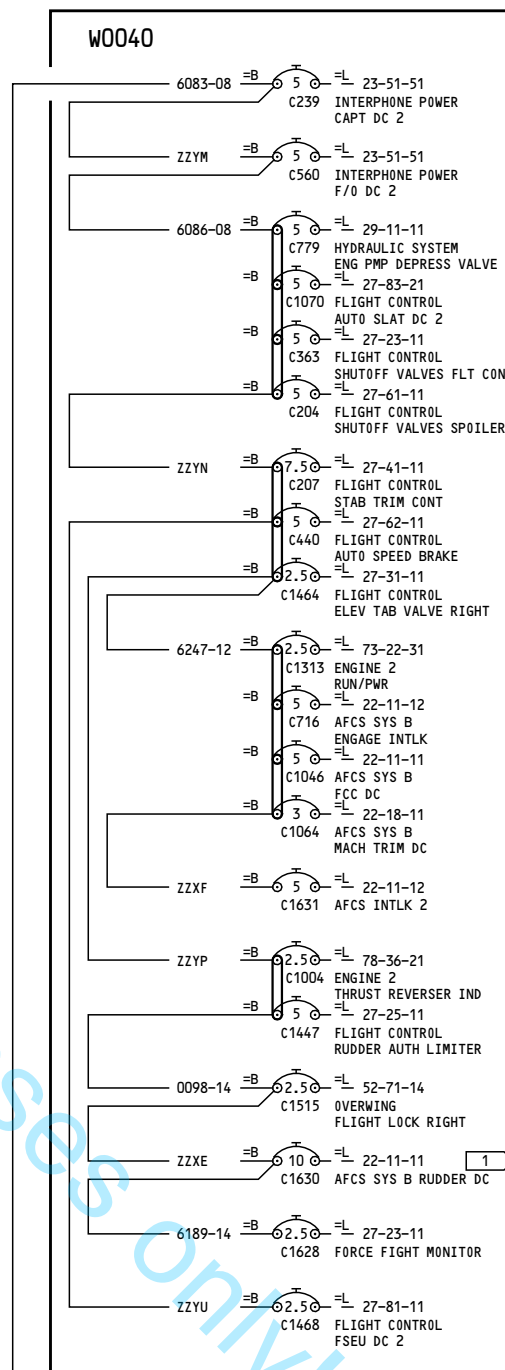 W0040
6083-08 =B 5 =L 23-51-51
C239 INTERPHONE POWER
CAPT DC 2
ZZYM =B 5 =L 23-51-51
C560 INTERPHONE POWER
F/O DC 2
6086-08 =B 5 =L 29-11-11
C779 HYDRAULIC SYSTEM
ENG PMP DEPRESS VALVE
=B 5 =L 27-83-21
C1070 FLIGHT CONTROL
AUTO SLAT DC 2
=B 5 =L 27-23-11
C363 FLIGHT CONTROL
SHUTOFF VALVES FLT CON
=B 5 =L 27-61-11
C204 FLIGHT CONTROL
SHUTOFF VALVES SPOILER
ZZYN =B 7.5 =L 27-41-11
C207 FLIGHT CONTROL
STAB TRIM CONT
=B 5 =L 27-62-11
C440 FLIGHT CONTROL
AUTO SPEED BRAKE
=B 2.5 =L 27-31-11
C1464 FLIGHT CONTROL
ELEV TAB VALVE RIGHT
6247-12 =B 2.5 =L 73-22-31
C1313 ENGINE 2
RUN/PWR
=B 5 =L 22-11-12
C716 AFCS SYS B
ENGAGE INTLK
=B 5 =L 22-11-11
C1046 AFCS SYS B
FCC DC
=B 3 =L 22-18-11
C1064 AFCS SYS B
MACH TRIM DC
ZZXF =B 5 =L 22-11-12
C1631 AFCS INTLK 2
ZZYP =B 2.5 =L 78-36-21
C1004 ENGINE 2
THRUST REVERSER IND
=B 5 =L 27-25-11
C1447 FLIGHT CONTROL
RUDDER AUTH LIMITER
0098-14 =B 2.5 =L 52-71-14
C1515 OVERWING
FLIGHT LOCK RIGHT
ZZXE =B 10 =L 22-11-11 1
C1630 AFCS SYS B RUDDER DC
6189-14 =B 2.5 =L 27-23-11
C1628 FORCE FIGHT MONITOR
ZZYU =B 2.5 =L 27-81-11
C1468 FLIGHT CONTROL
FSEU DC 2
ses only